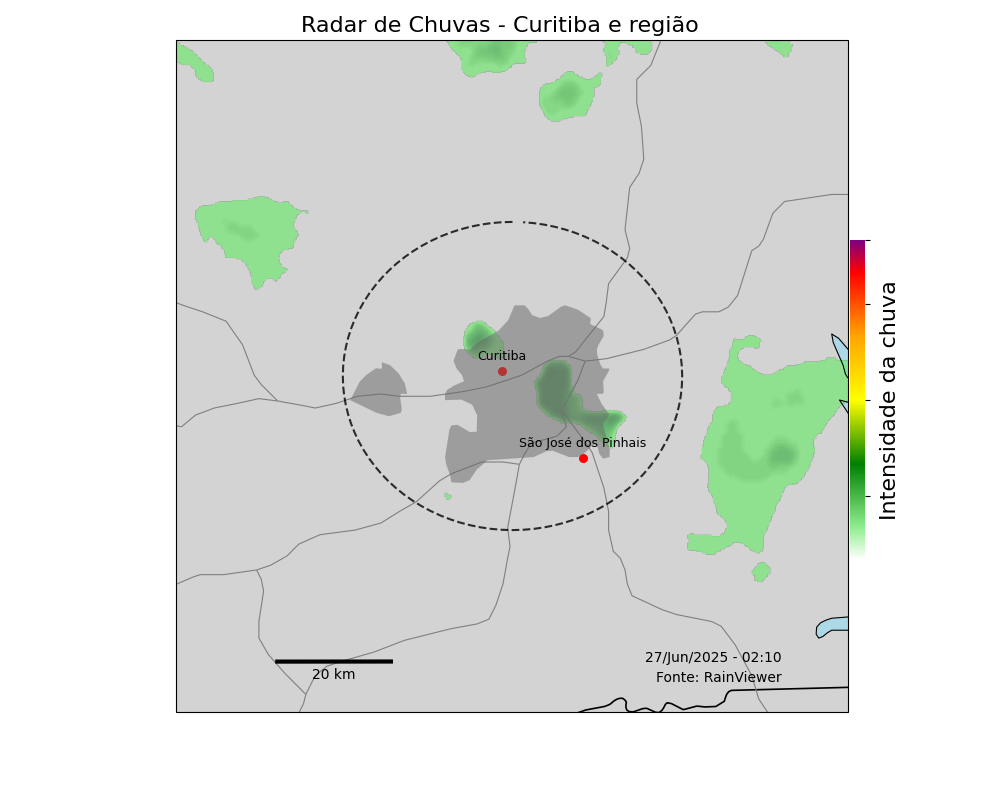 Radar de Chuvas - Curitiba e região
Curitiba
São José dos Pinhais
Intensidade da chuva
27/Jun/2025 - 02:10
20 km
Fonte: RainViewer